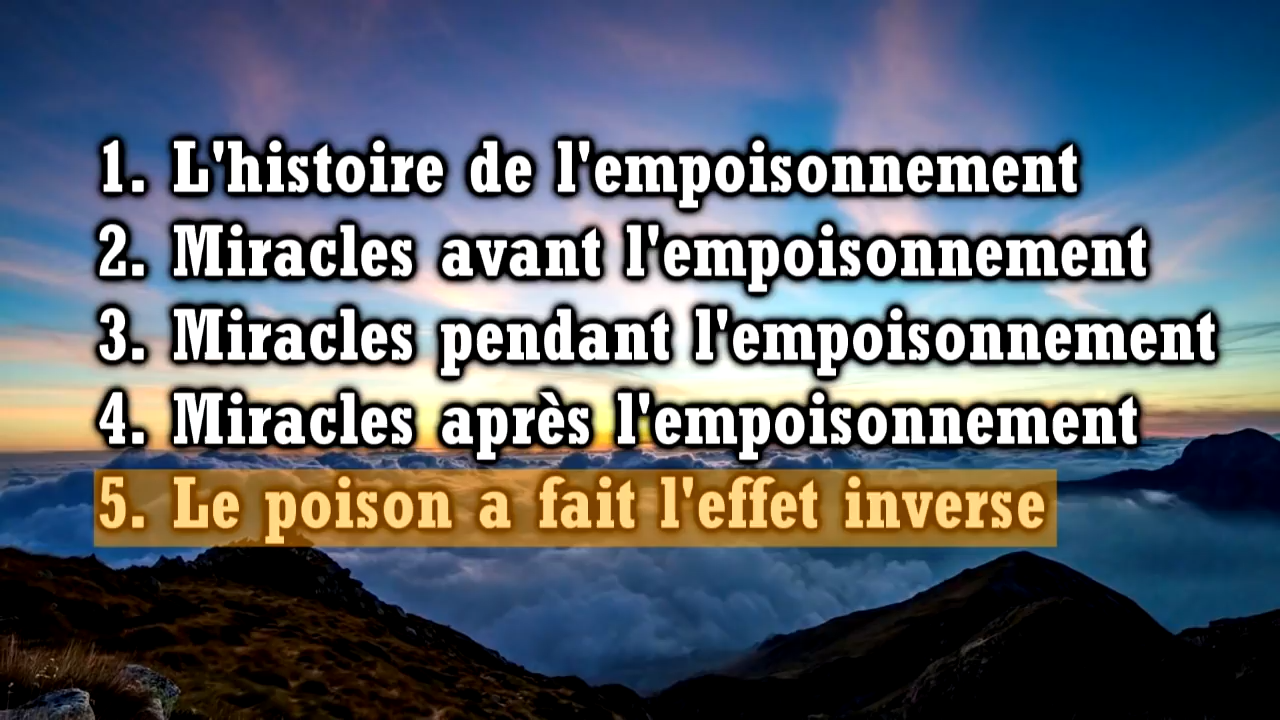 1. L'histoire de l'empoisonnement
2. Miracles avant l'empoisonnement
3. Miracles pendant l'empoisonnement
4. Miracles après l'empoisonnement
5. Le poison a fait l'effet inverse